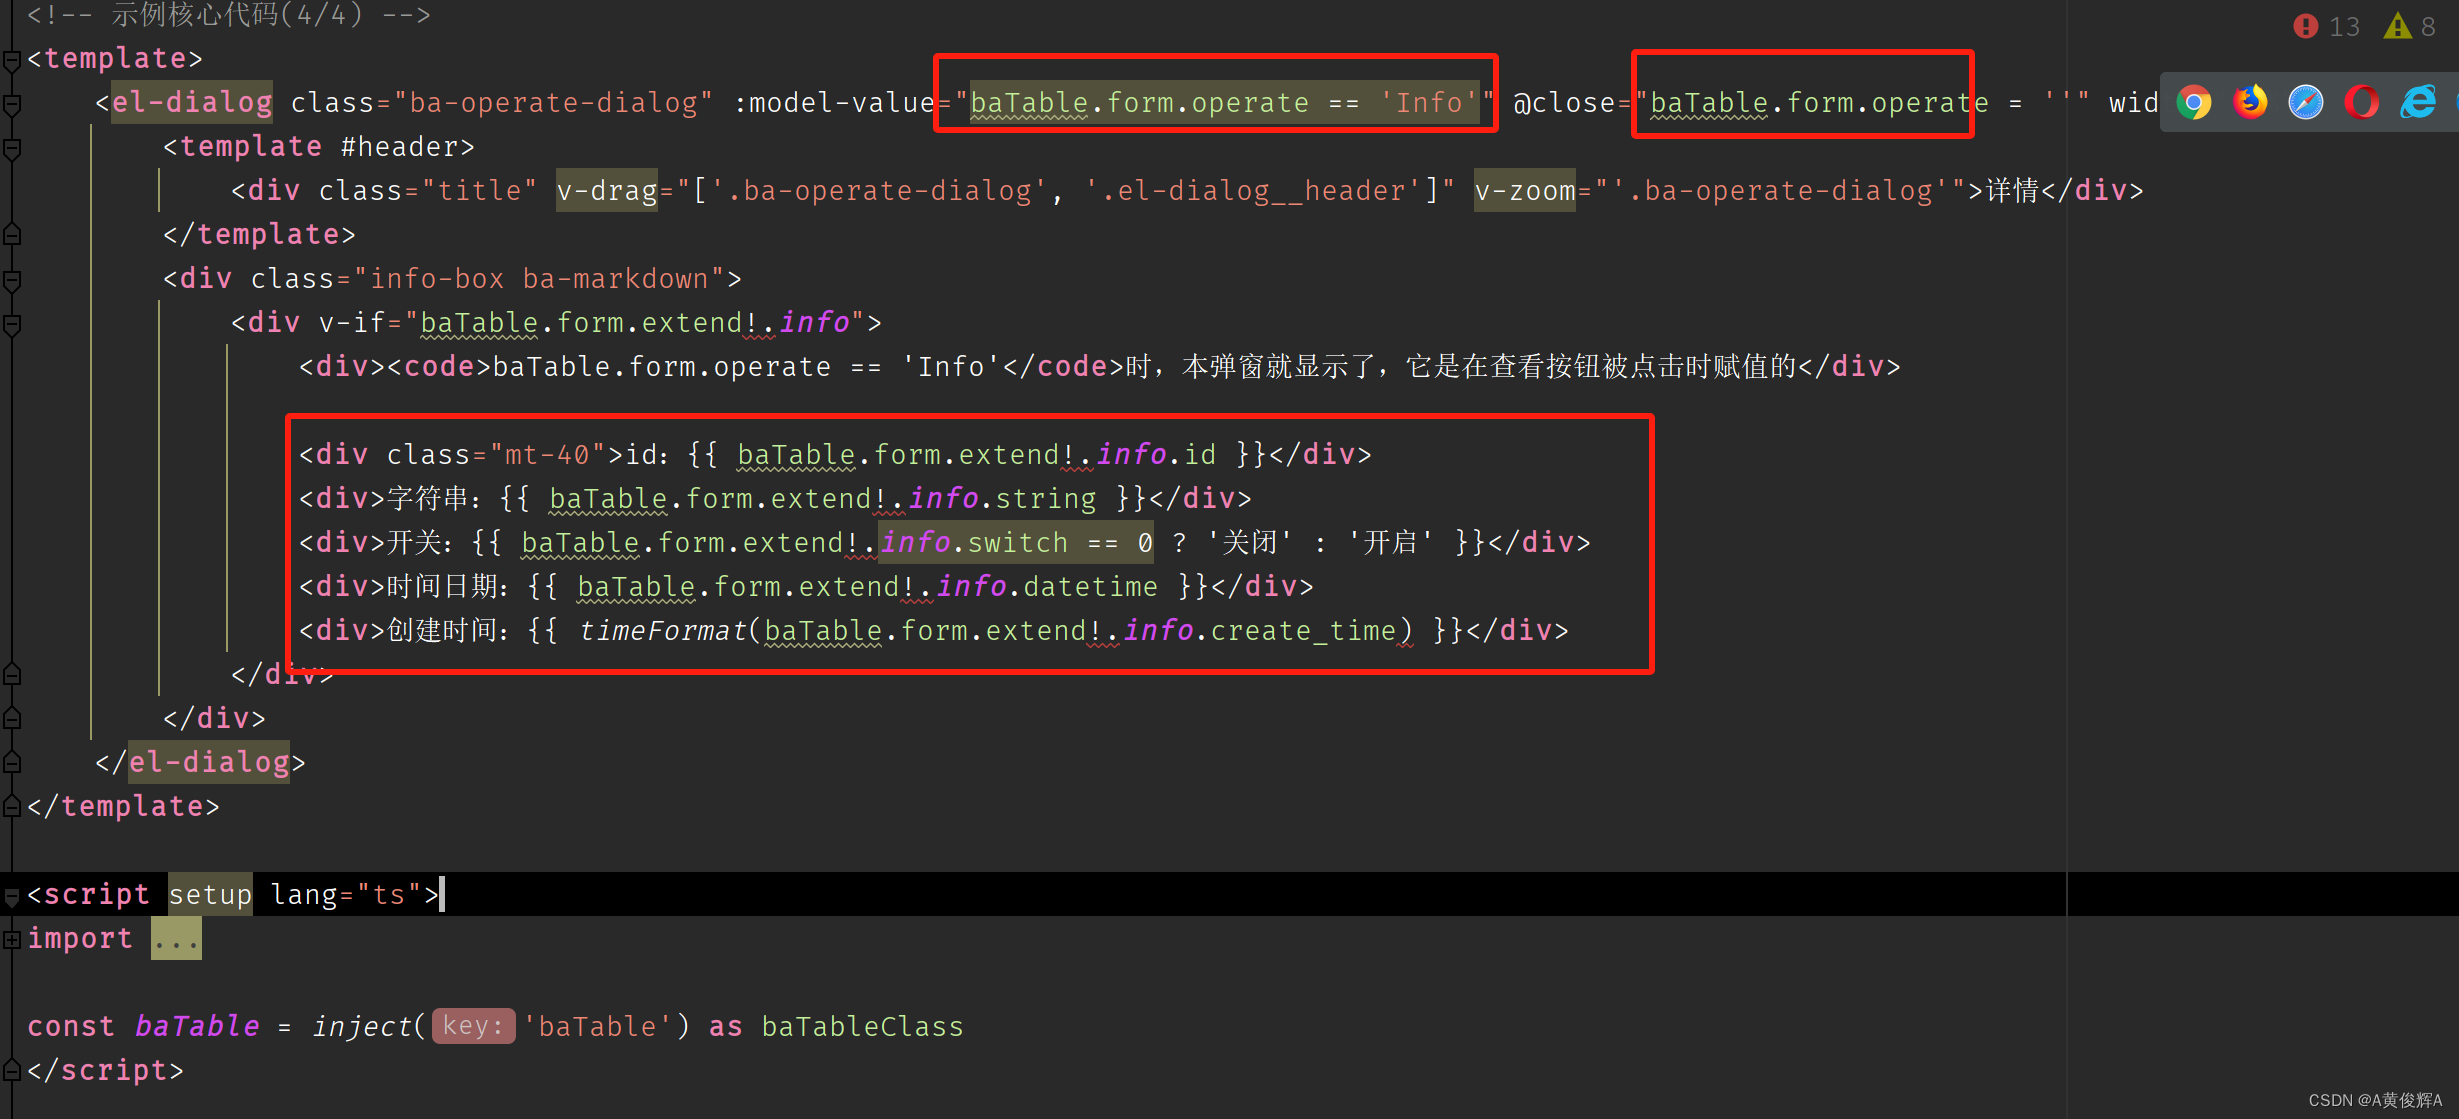 <!-- 示例核心代码(4/4) -->
13 8
<template>
<el-dialog class="ba-operate-dialog" :model-value="baTable.form.operate == 'Info'" @close="baTable.form.operate = ''" wid
<template #header>
<div class="title" v-drag="['.ba-operate-dialog', '.el-dialog__header']" v-zoom="'.ba-operate-dialog'">详情</div>
</template>
<div class="info-box ba-markdown">
<div v-if="baTable.form.extend!.info">
<div><code>baTable.form.operate == 'Info'</code>时，本弹窗就显示了，它是在查看按钮被点击时赋值的</div>
<div class="mt-40">id：{{ baTable.form.extend!.info.id }}</div>
<div>字符串：{{ baTable.form.extend!.info.string }}</div>
<div>开关：{{ baTable.form.extend!.info.switch == 0 ? '关闭' : '开启' }}</div>
<div>时间日期：{{ baTable.form.extend!.info.datetime }}</div>
<div>创建时间：{{ timeFormat(baTable.form.extend!.info.create_time) }}</div>
</div>
</div>
</el-dialog>
</template>
<script setup lang="ts">
import ...
const baTable = inject( key: 'baTable') as baTableClass
</script>
CSDN @A黄俊辉A